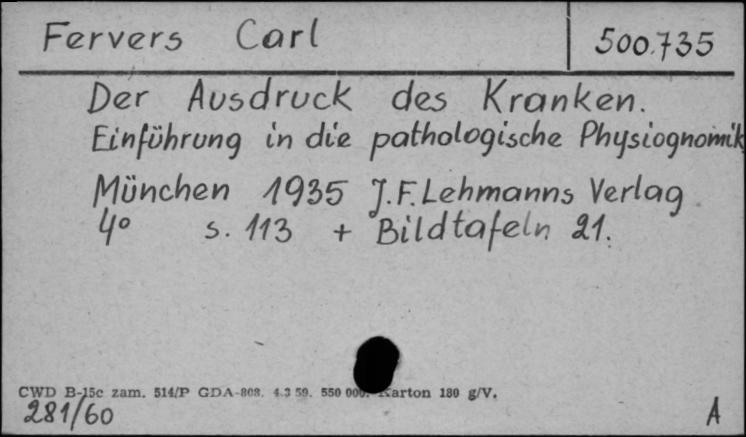 Fervers Carl 500.735
Der Ausdruck des Kranken.
Einführung in die pathologische Physiognomik
München 1935 J.F. Lehmanns Verlag
4° s. 113 + Bildtafeln 21.
CWD B-15c zam. 514/P GDA-808. 4.3 59. 550 000. Karton 180 g/V.
281/60 A